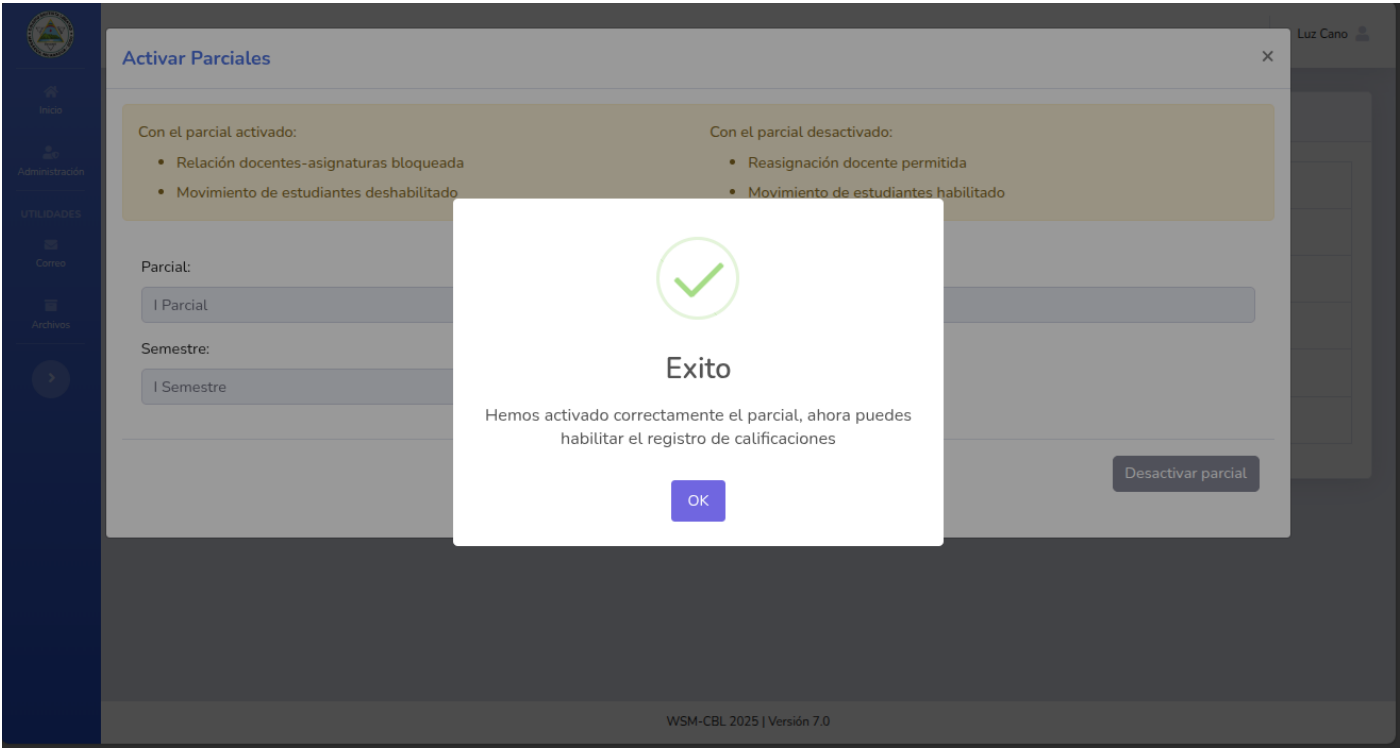 Luz Cano
Activar Parciales
×
Inicio
Administración
UTILIDADES
Correo
Archivos
Con el parcial activado:
• Relación docentes-asignaturas bloqueada
• Movimiento de estudiantes deshabilitado
Con el parcial desactivado:
• Reasignación docente permitida
• Movimiento de estudiantes habilitado
Parcial:
I Parcial
Semestre:
I Semestre
Exito
Hemos activado correctamente el parcial, ahora puedes
habilitar el registro de calificaciones
OK
Desactivar parcial
WSM-CBL 2025 | Versión 7.0